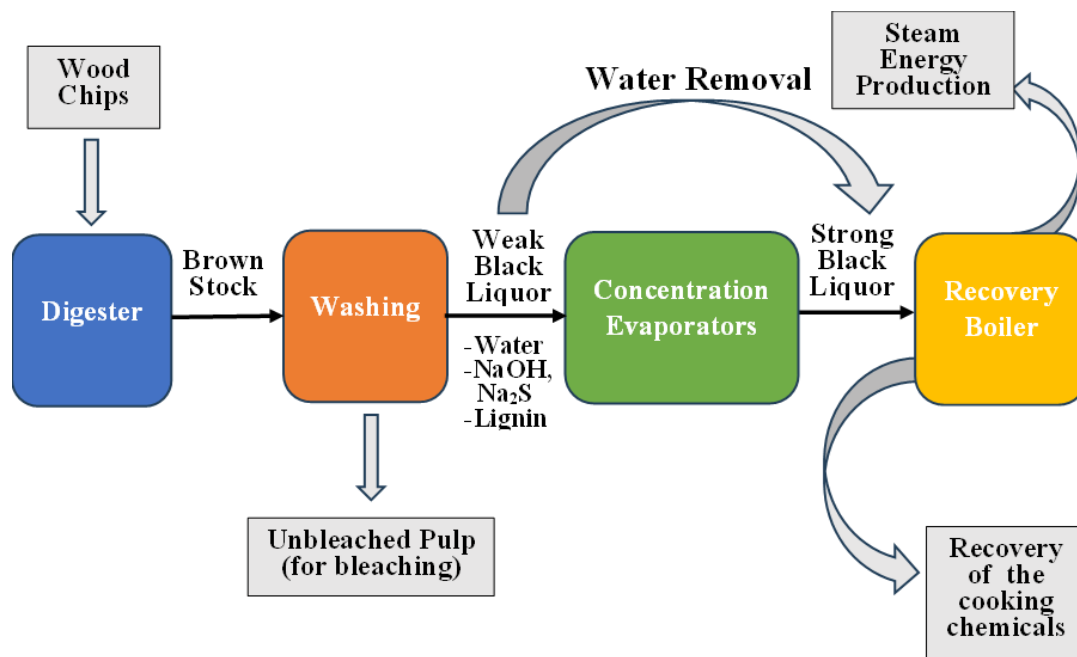 Wood
Chips
Water Removal
Steam
Energy
Production
Digester
Brown
Stock
Washing
Weak
Black
Liquor
-Water
-NaOH,
Na₂S
-Lignin
Concentration
Evaporators
Strong
Black
Liquor
Recovery
Boiler
Unbleached Pulp
(for bleaching)
Recovery
of the
cooking
chemicals